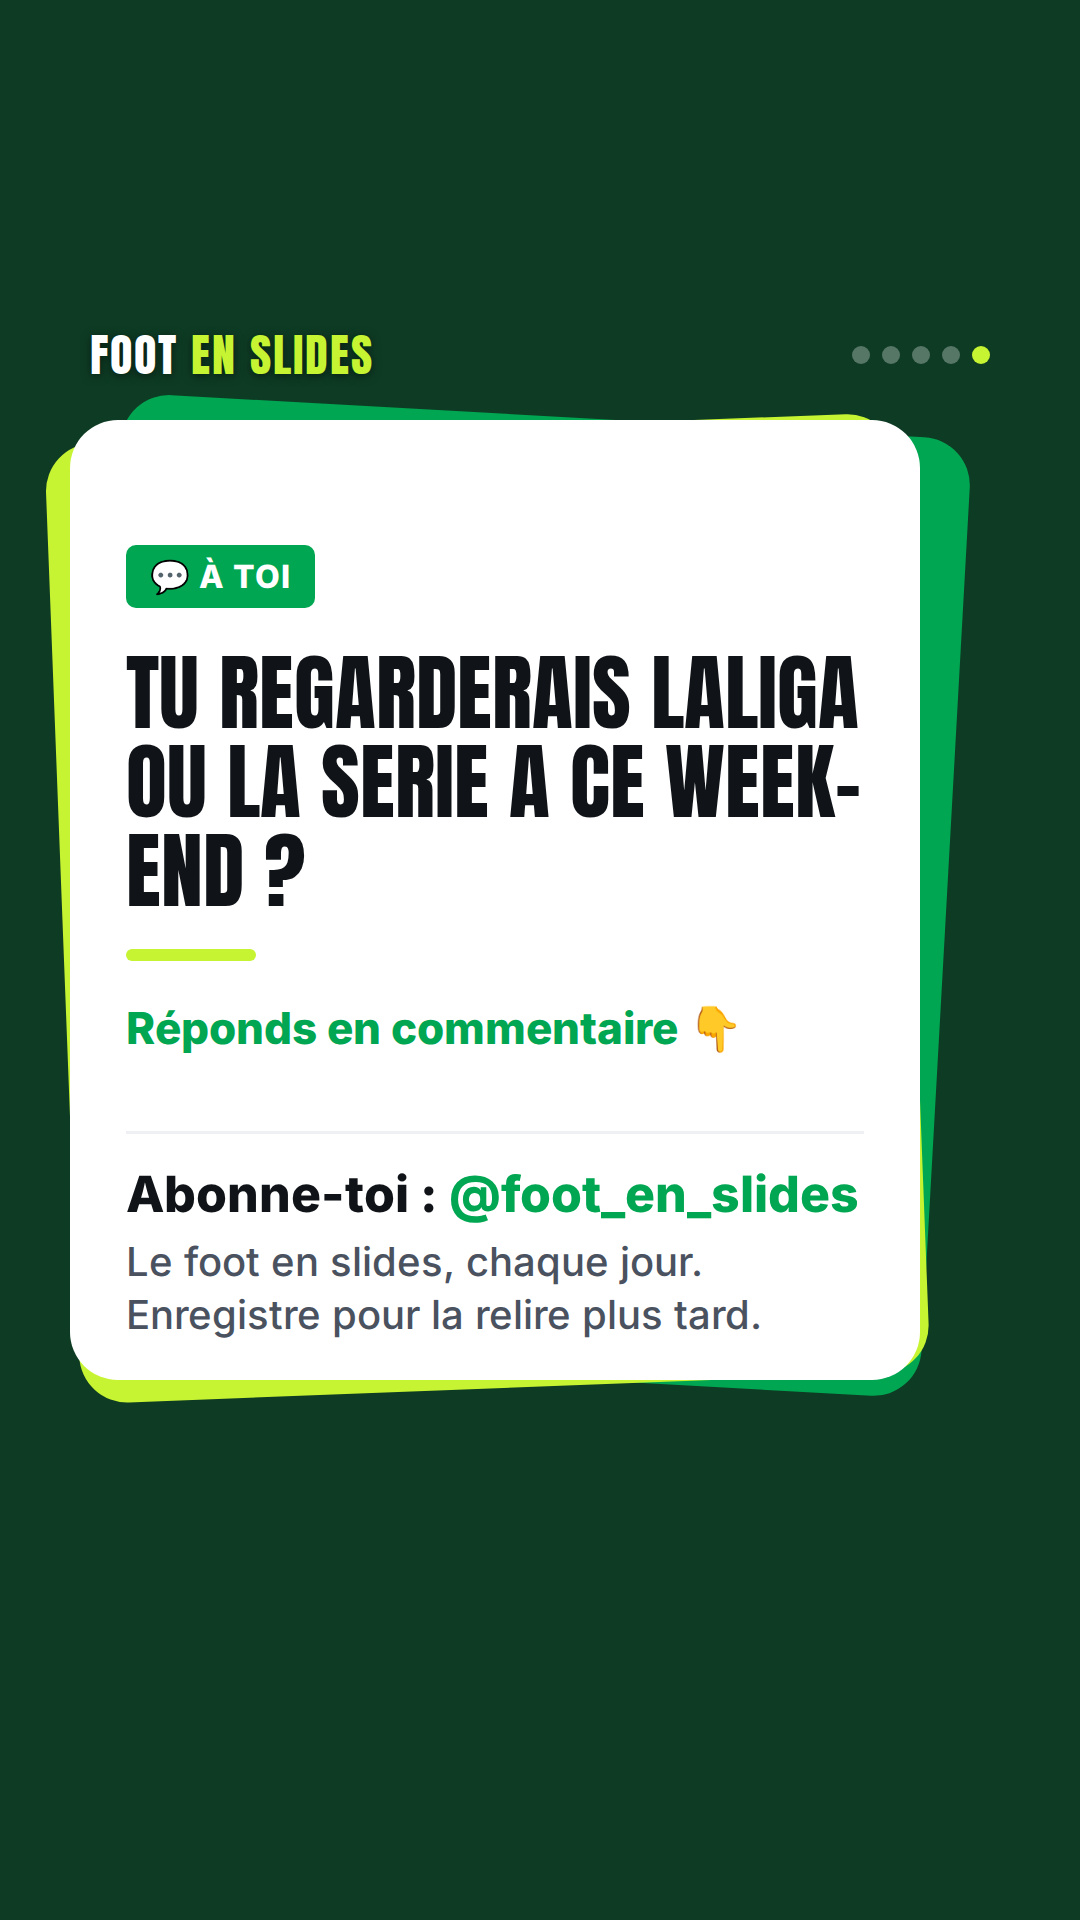 FOOT EN SLIDES
💬 À TOI
TU REGARDERAIS LALIGA
OU LA SERIE A CE WEEK-
END ?
Réponds en commentaire 👇
Abonne-toi : @foot_en_slides
Le foot en slides, chaque jour.
Enregistre pour la relire plus tard.